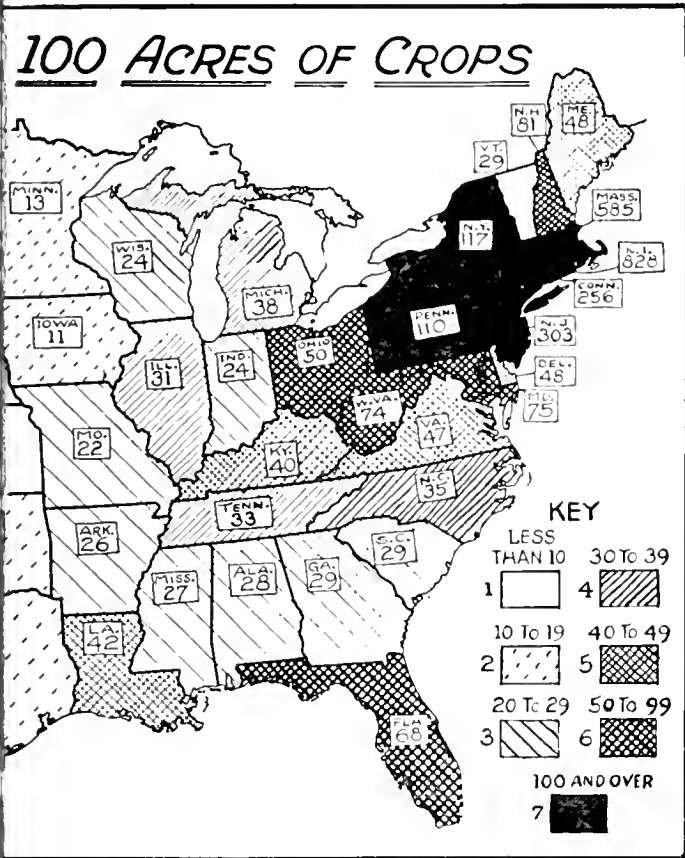 100 ACRES OF CROPS
N.H.
81
ME.
48
VT.
29
MINN.
13
MASS.
585
N.Y.
117
WIS.
24
N.I.
828
MICH.
38
CONN.
256
IOWA
11
PENN.
110
N.J.
303
OHIO
50
IND.
24
ILL.
31
DEL.
48
W.VA.
74
MD.
75
VA.
47
MO.
22
KY.
40
N.C.
35
TENN.
33
ARK.
26
S.C.
29
MISS.
27
ALA.
28
GA.
29
LA.
42
FLA.
68
KEY
LESS
THAN 10
1
30 To 39
4
10 To 19
2
40 To 49
5
20 To 29
3
50 To 99
6
100 AND OVER
7